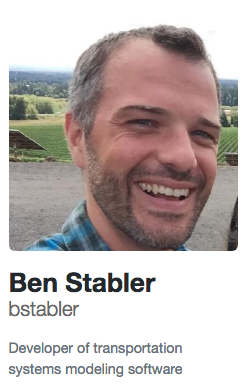 Ben Stabler
bstabler
Developer of transportation
systems modeling software